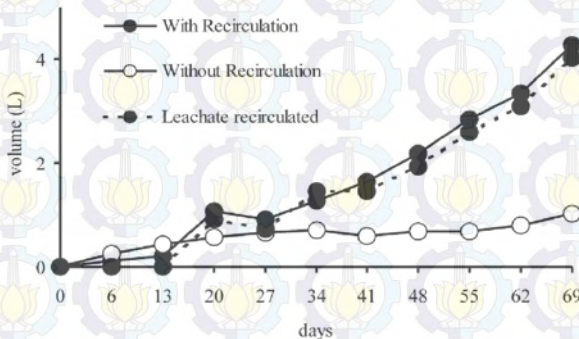 With Recirculation
Without Recirculation
Leachate recirculated
volume (L)
4
2
0
0 6 13 20 27 34 41 48 55 62 69
days